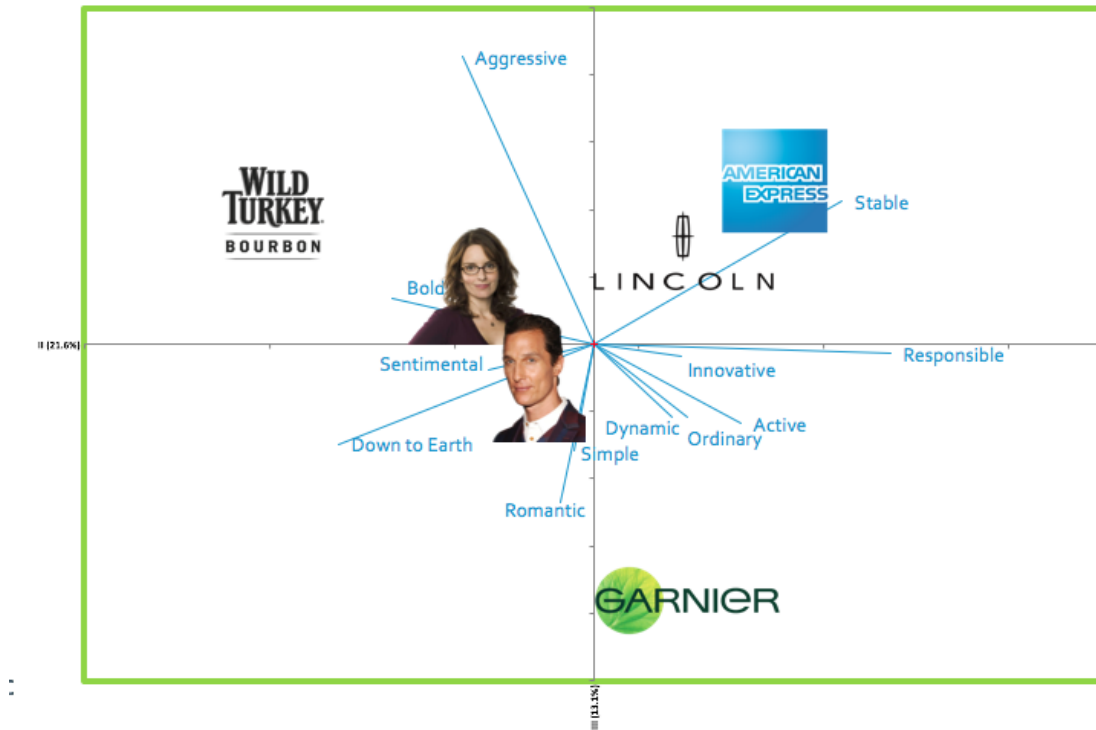 Aggressive
AMERICAN
EXPRESS
WILD
TURKEY
BOURBON
Stable
LINCOLN
Bold
II (21.6%)
Responsible
Sentimental
Innovative
Dynamic
Ordinary
Active
Down to Earth
Simple
Romantic
GARNIER
III (13.1%)